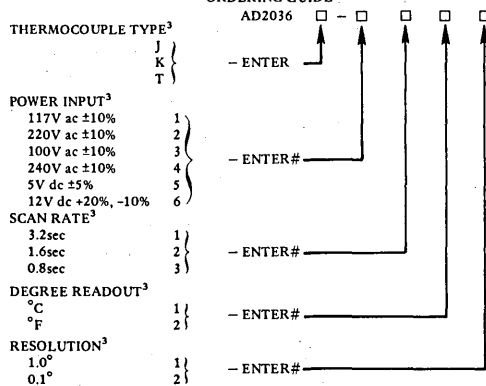 ORDERING GUIDE
AD2036 □ – □ □ □ □
THERMOCOUPLE TYPE³
J
K – ENTER
T
POWER INPUT³
117V ac ±10% 1
220V ac ±10% 2
100V ac ±10% 3 – ENTER#
240V ac ±10% 4
5V dc ±5% 5
12V dc +20%, -10% 6
SCAN RATE³
3.2sec 1
1.6sec 2 – ENTER#
0.8sec 3
DEGREE READOUT³
°C 1
°F 2 – ENTER#
RESOLUTION³
1.0° 1
0.1° 2 – ENTER#